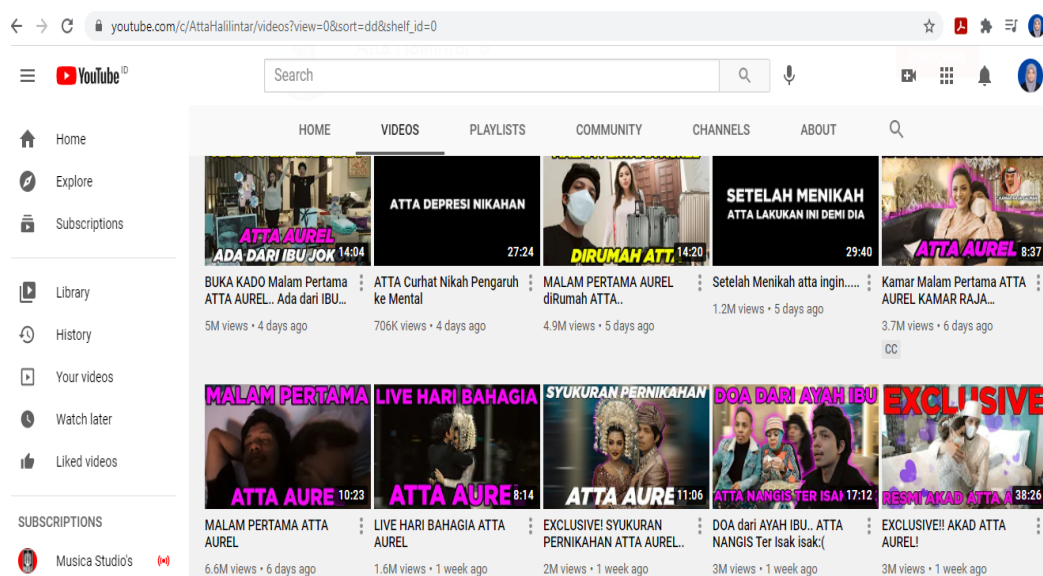 youtube.com/c/AttaHalilintar/videos?view=0&sort=dd&shelf_id=0
YouTube ID
Search
HOME VIDEOS PLAYLISTS COMMUNITY CHANNELS ABOUT
Home
Explore
Subscriptions
Library
History
Your videos
Watch later
Liked videos
SUBSCRIPTIONS
Musica Studio's
ATTA AUREL
ADA DARI IBU JOK 14:04
BUKA KADO Malam Pertama
ATTA AUREL.. Ada dari IBU...
5M views • 4 days ago
ATTA DEPRESI NIKAHAN
27:24
ATTA Curhat Nikah Pengaruh
ke Mental
706K views • 4 days ago
DIRUMAH ATT 14:20
MALAM PERTAMA AUREL
diRumah ATTA..
4.9M views • 5 days ago
SETELAH MENIKAH
ATTA LAKUKAN INI DEMI DIA
29:40
Setelah Menikah atta ingin.....
1.2M views • 5 days ago
ATTA AUREL 8:37
Kamar Malam Pertama ATTA
AUREL KAMAR RAJA...
3.7M views • 6 days ago
CC
MALAM PERTAMA
ATTA AURE 10:23
MALAM PERTAMA ATTA
AUREL
6.6M views • 6 days ago
LIVE HARI BAHAGIA
ATTA AURE 8:14
LIVE HARI BAHAGIA ATTA
AUREL
1.6M views • 1 week ago
SYUKURAN PERNIKAHAN
ATTA AURE 11:06
EXCLUSIVE! SYUKURAN
PERNIKAHAN ATTA AUREL..
2M views • 1 week ago
DOA DARI AYAH IBU
ATTA NANGIS TER ISAK 17:12
DOA dari AYAH IBU.. ATTA
NANGIS Ter Isak isak:(
3M views • 1 week ago
EXCLUSIVE
RESMI AKAD ATTA A 38:26
EXCLUSIVE!! AKAD ATTA
AUREL!
3M views • 1 week ago